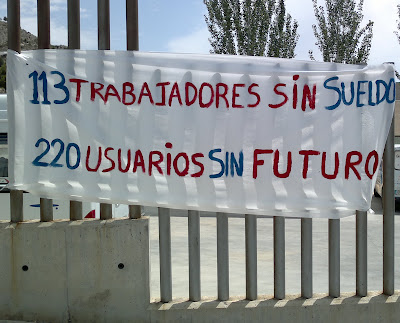 113 TRABAJADORES SIN SUELDO
220 USUARIOS SIN FUTURO